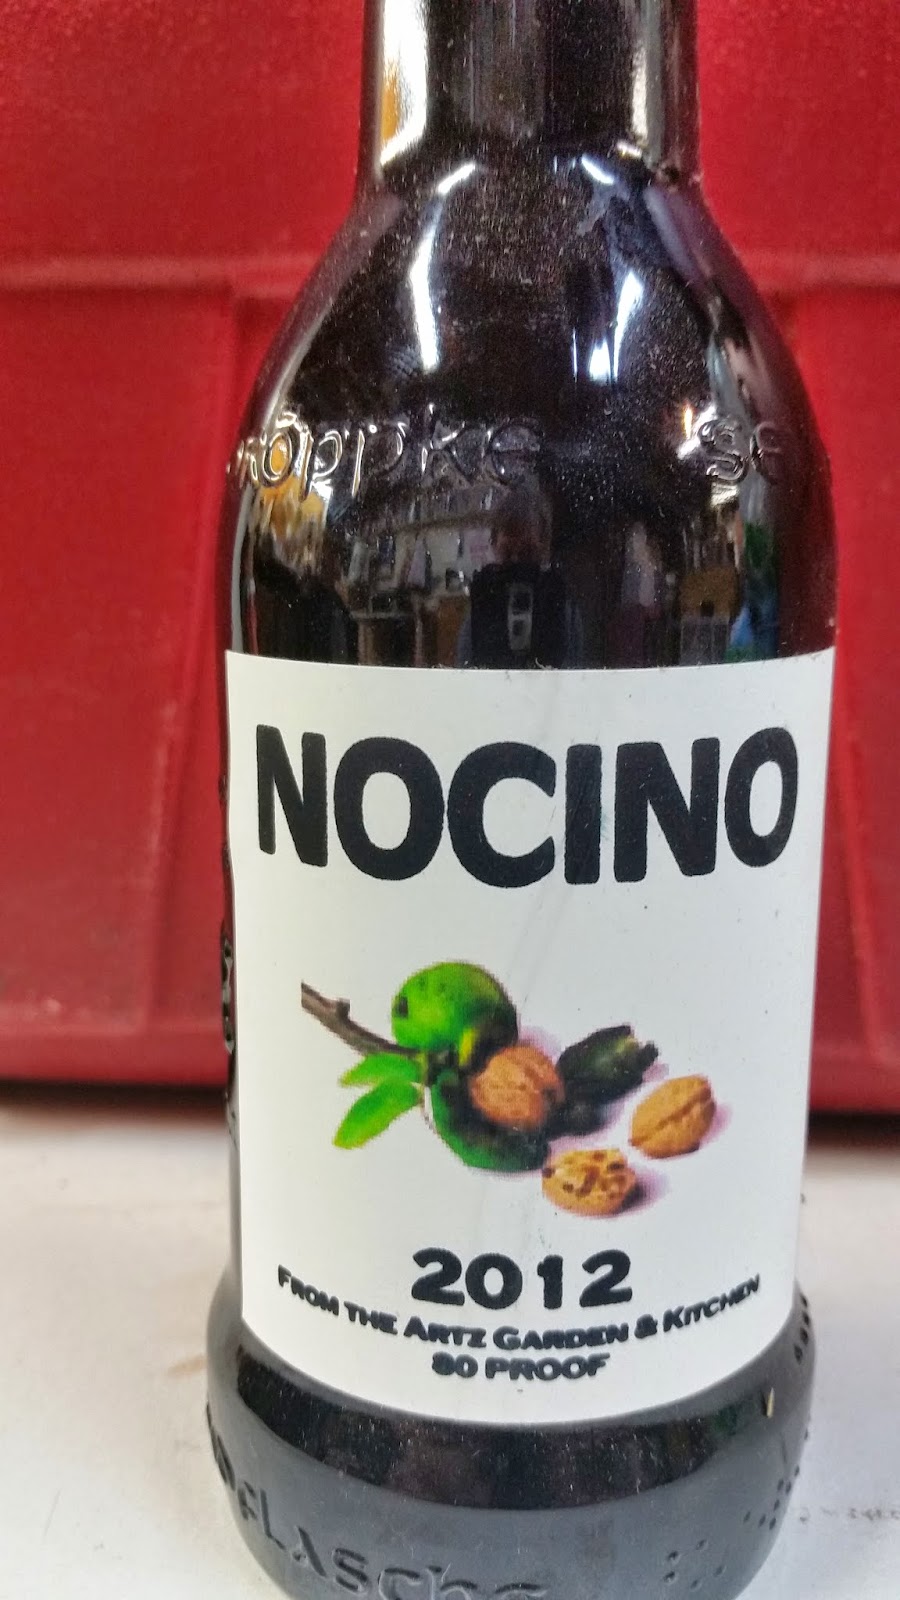 NOCINO
2012
FROM THE ARTZ GARDEN & KITCHEN
80 PROOF